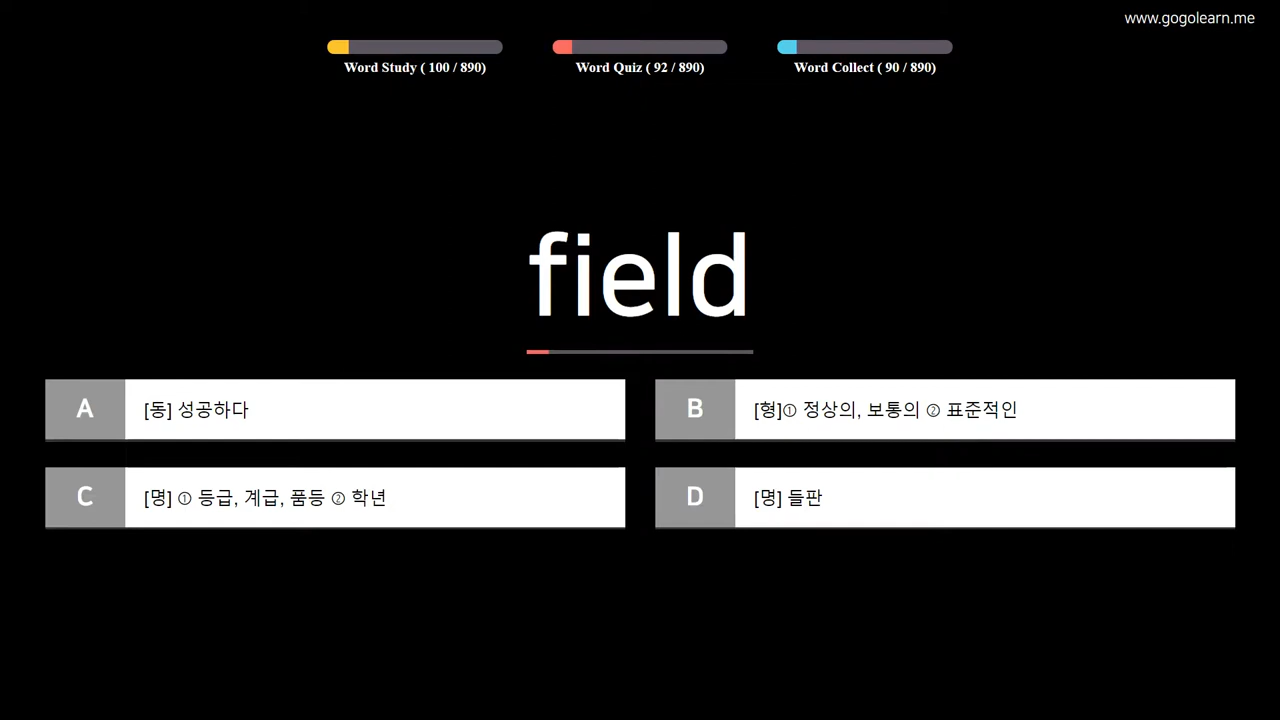 www.gogolearn.me
Word Study ( 100 / 890)
Word Quiz ( 92 / 890)
Word Collect ( 90 / 890)
field
A [동] 성공하다
B [형]① 정상의, 보통의 ② 표준적인
C [명] ① 등급, 계급, 품등 ② 학년
D [명] 들판